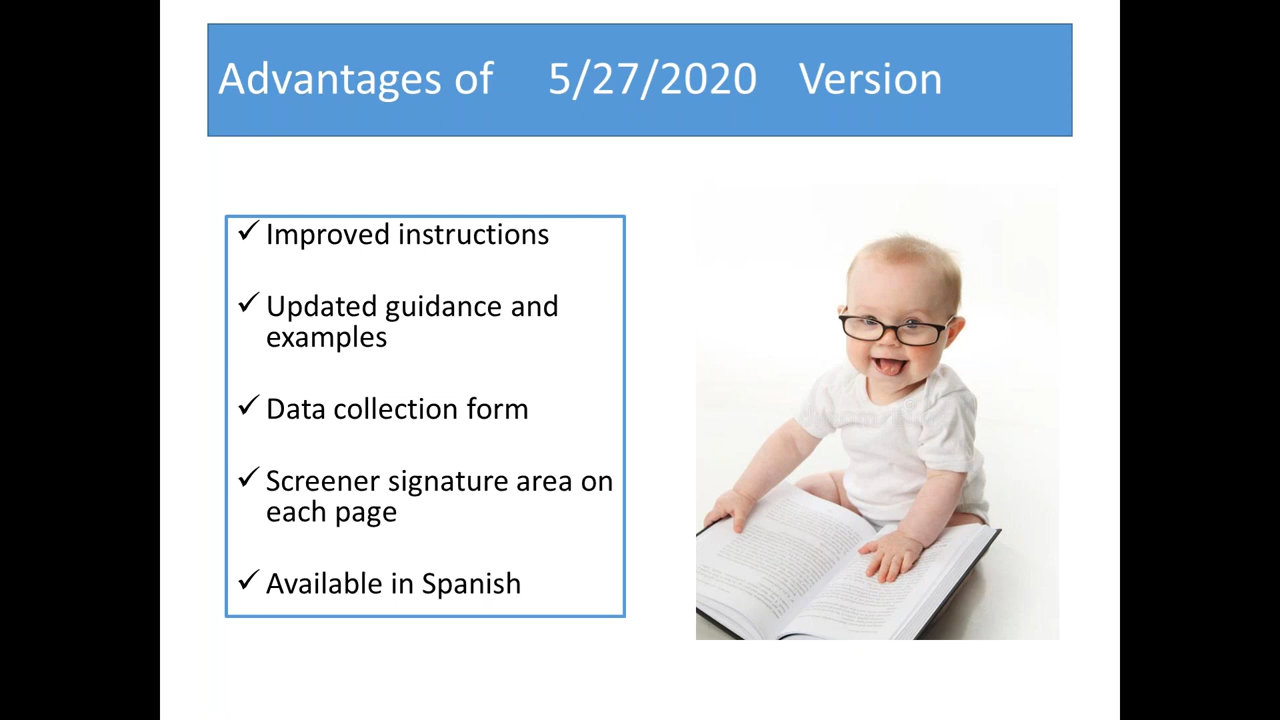 Advantages of 5/27/2020 Version
✓ Improved instructions
✓ Updated guidance and
examples
✓ Data collection form
✓ Screener signature area on
each page
✓ Available in Spanish